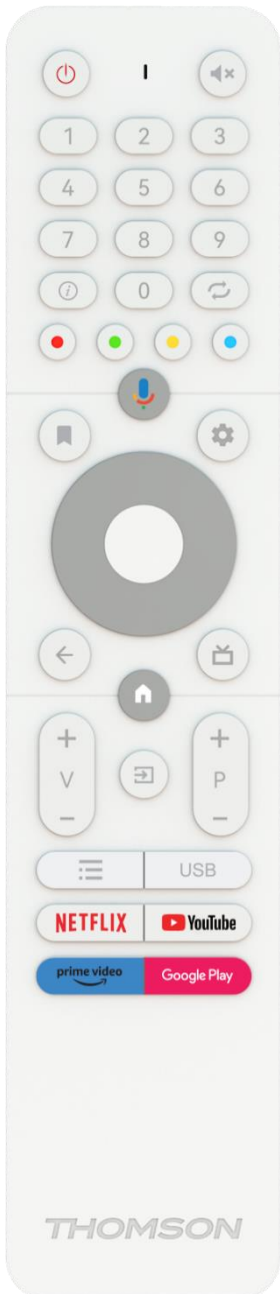 1 2 3
4 5 6
7 8 9
i 0
+ +
V P
− −
USB
NETFLIX YouTube
prime video Google Play
THOMSON